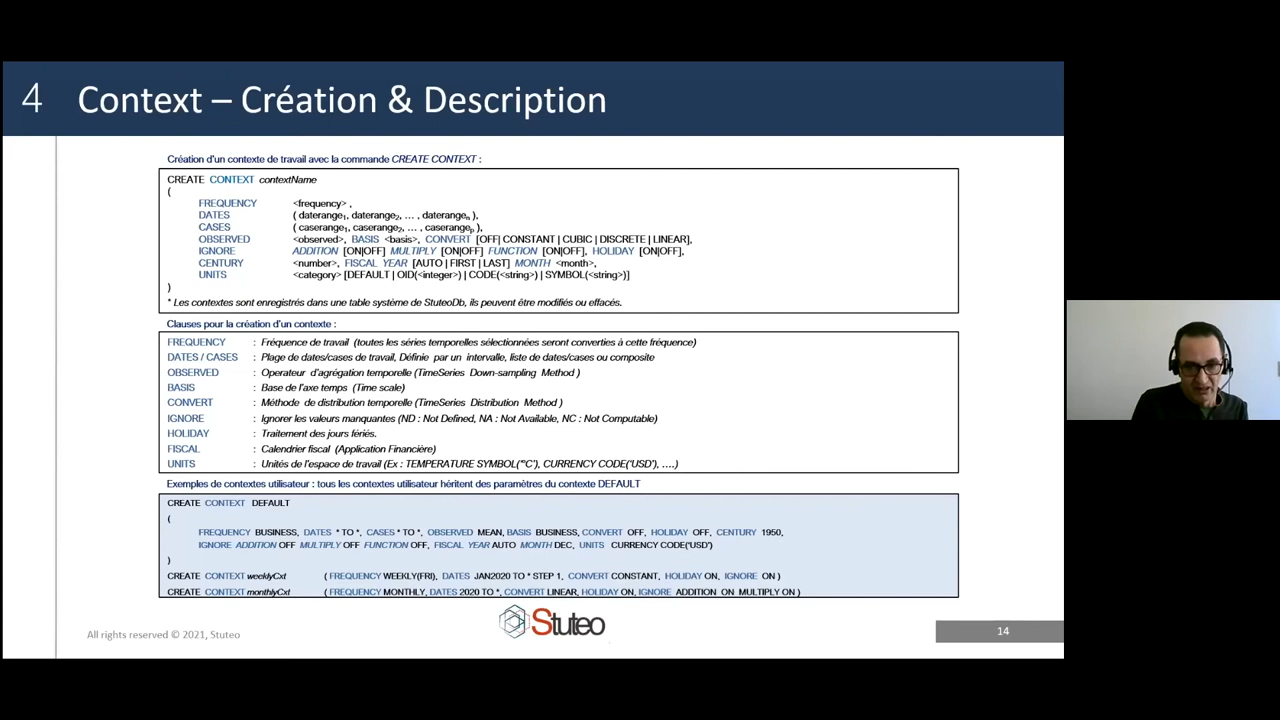 4 Context – Création & Description
Création d'un contexte de travail avec la commande CREATE CONTEXT :
CREATE CONTEXT contextName
(
FREQUENCY <frequency> ,
DATES ( daterange1, daterange2, ... , daterangen ),
CASES ( caserange1, caserange2, ... , caserangep ),
OBSERVED <observed>, BASIS <basis>, CONVERT [OFF| CONSTANT | CUBIC | DISCRETE | LINEAR],
IGNORE ADDITION [ON|OFF] MULTIPLY [ON|OFF] FUNCTION [ON|OFF], HOLIDAY [ON|OFF],
CENTURY <number>, FISCAL YEAR [AUTO | FIRST | LAST] MONTH <month>,
UNITS <category> [DEFAULT | OID(<integer>) | CODE(<string>) | SYMBOL(<string>)]
)
* Les contextes sont enregistrés dans une table système de StuteoDb, ils peuvent être modifiés ou effacés.
Clauses pour la création d'un contexte :
FREQUENCY : Fréquence de travail (toutes les séries temporelles sélectionnées seront converties à cette fréquence)
DATES / CASES : Plage de dates/cases de travail, Définie par un intervalle, liste de dates/cases ou composite
OBSERVED : Operateur d'agrégation temporelle (TimeSeries Down-sampling Method )
BASIS : Base de l'axe temps (Time scale)
CONVERT : Méthode de distribution temporelle (TimeSeries Distribution Method )
IGNORE : Ignorer les valeurs manquantes (ND : Not Defined, NA : Not Available, NC : Not Computable)
HOLIDAY : Traitement des jours fériés.
FISCAL : Calendrier fiscal (Application Financière)
UNITS : Unités de l'espace de travail (Ex : TEMPERATURE SYMBOL("°C'), CURRENCY CODE('USD'), ....)
Exemples de contextes utilisateur : tous les contextes utilisateur héritent des paramètres du contexte DEFAULT
CREATE CONTEXT DEFAULT
(
FREQUENCY BUSINESS, DATES * TO *, CASES * TO *, OBSERVED MEAN, BASIS BUSINESS, CONVERT OFF, HOLIDAY OFF, CENTURY 1950,
IGNORE ADDITION OFF MULTIPLY OFF FUNCTION OFF, FISCAL YEAR AUTO MONTH DEC, UNITS CURRENCY CODE('USD')
)
CREATE CONTEXT weeklyCxt ( FREQUENCY WEEKLY(FRI), DATES JAN2020 TO * STEP 1, CONVERT CONSTANT, HOLIDAY ON, IGNORE ON )
CREATE CONTEXT monthlyCxt ( FREQUENCY MONTHLY, DATES 2020 TO *, CONVERT LINEAR, HOLIDAY ON, IGNORE ADDITION ON MULTIPLY ON )
All rights reserved © 2021, Stuteo
Stuteo
14